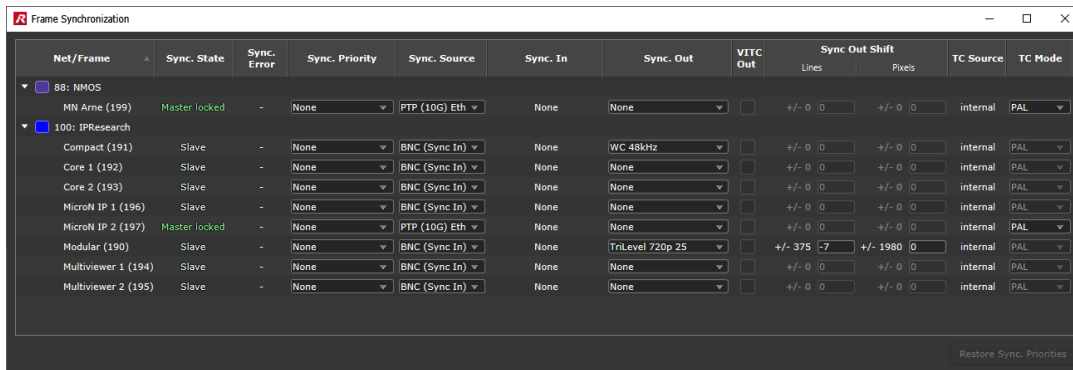 R Frame Synchronization
Net/Frame Sync. State Sync. Error Sync. Priority Sync. Source Sync. In Sync. Out VITC Out Sync Out Shift Lines Pixels TC Source TC Mode
88: NMOS
MN Arne (199) Master locked - None PTP (10G) Eth None None +/- 0 0 +/- 0 0 internal PAL
100: IPResearch
Compact (191) Slave - None BNC (Sync In) None WC 48kHz +/- 0 0 +/- 0 0 internal PAL
Core 1 (192) Slave - None BNC (Sync In) None None +/- 0 0 +/- 0 0 internal PAL
Core 2 (193) Slave - None BNC (Sync In) None None +/- 0 0 +/- 0 0 internal PAL
MicroN IP 1 (196) Slave - None BNC (Sync In) None None +/- 0 0 +/- 0 0 internal PAL
MicroN IP 2 (197) Master locked - None PTP (10G) Eth None None +/- 0 0 +/- 0 0 internal PAL
Modular (190) Slave - None BNC (Sync In) None TriLevel 720p 25 +/- 375 -7 +/- 1980 0 internal PAL
Multiviewer 1 (194) Slave - None BNC (Sync In) None None +/- 0 0 +/- 0 0 internal PAL
Multiviewer 2 (195) Slave - None BNC (Sync In) None None +/- 0 0 +/- 0 0 internal PAL
Restore Sync. Priorities